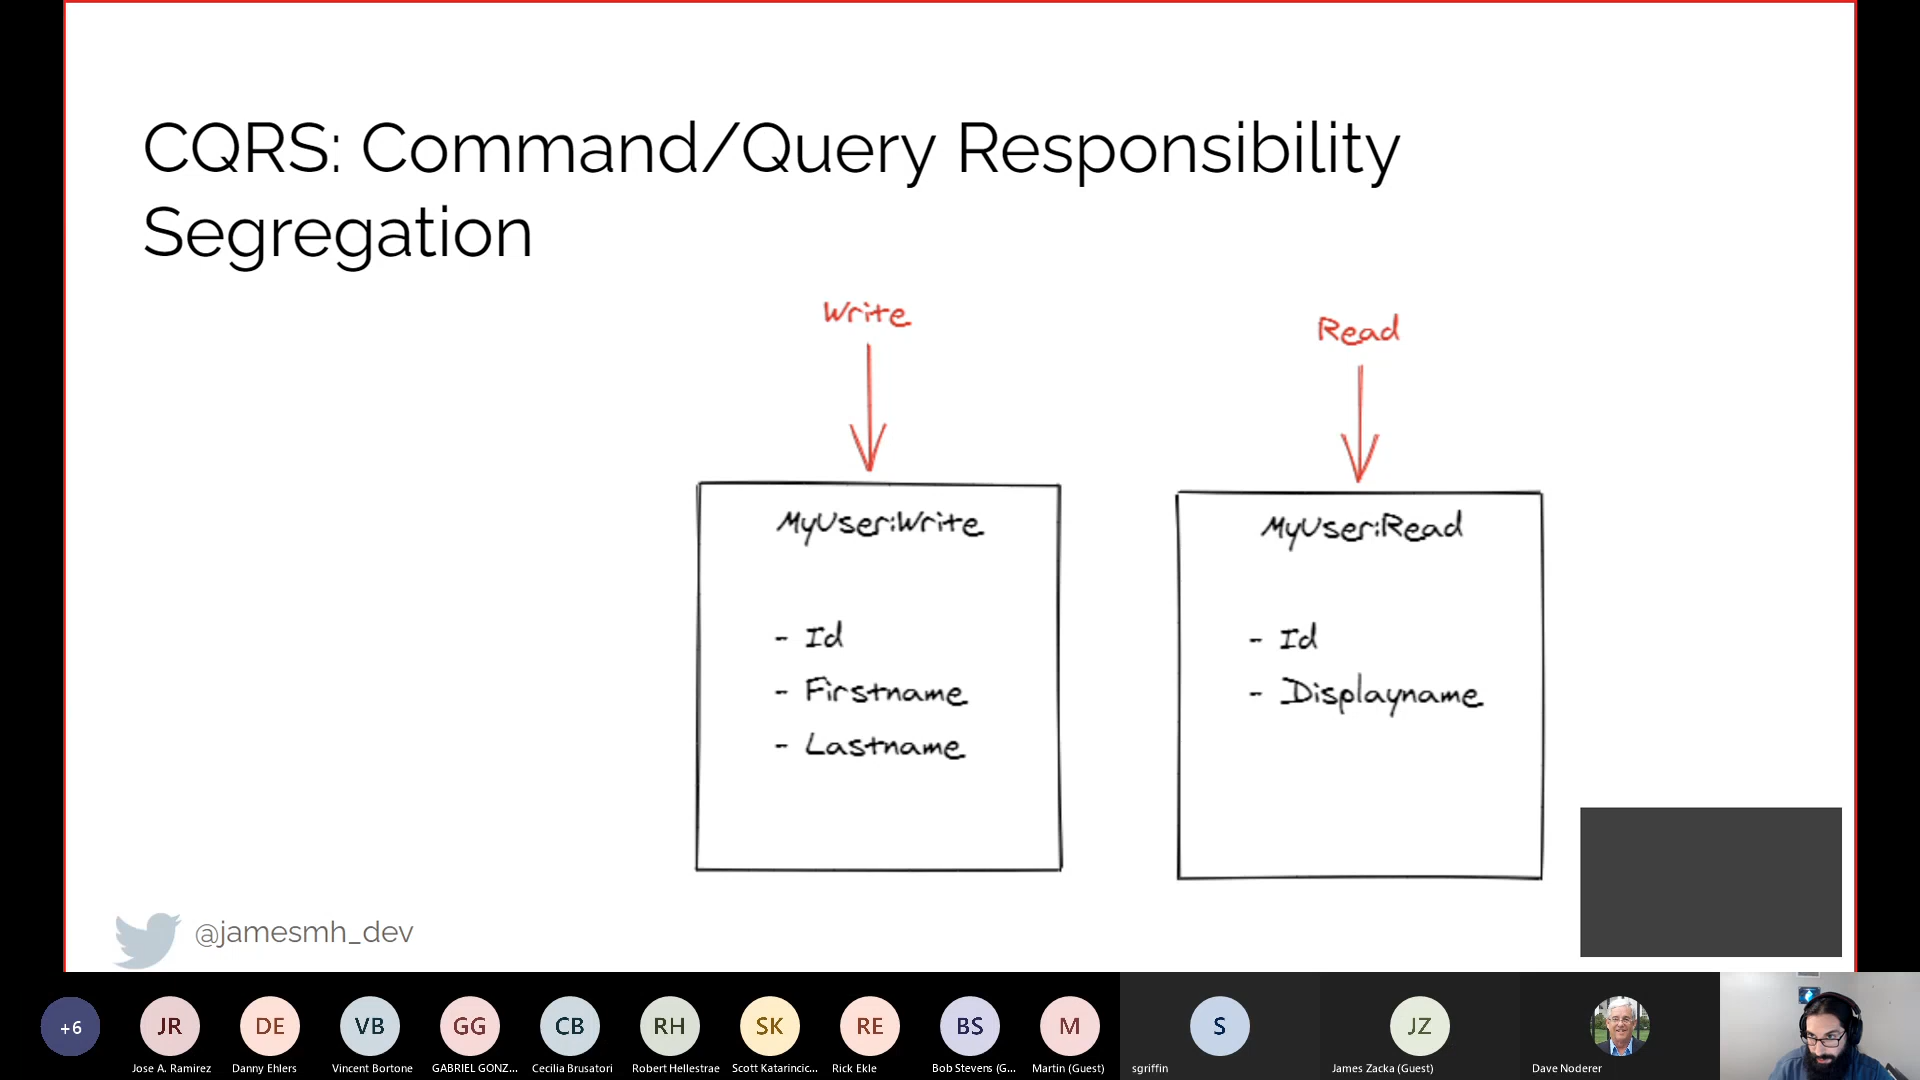 CQRS: Command/Query Responsibility
Segregation
Write
Read
MyUser:Write
- Id
- Firstname
- Lastname
MyUser:Read
- Id
- Displayname
@jamesmh_dev
+6
JR
DE
VB
GG
CB
RH
SK
RE
BS
M
S
JZ
Jose A. Ramirez
Danny Ehlers
Vincent Bortone
GABRIEL GONZ...
Cecilia Brusatori
Robert Hellestrae
Scott Katarincic...
Rick Ekle
Bob Stevens (G...
Martin (Guest)
sgriffin
James Zacka (Guest)
Dave Noderer